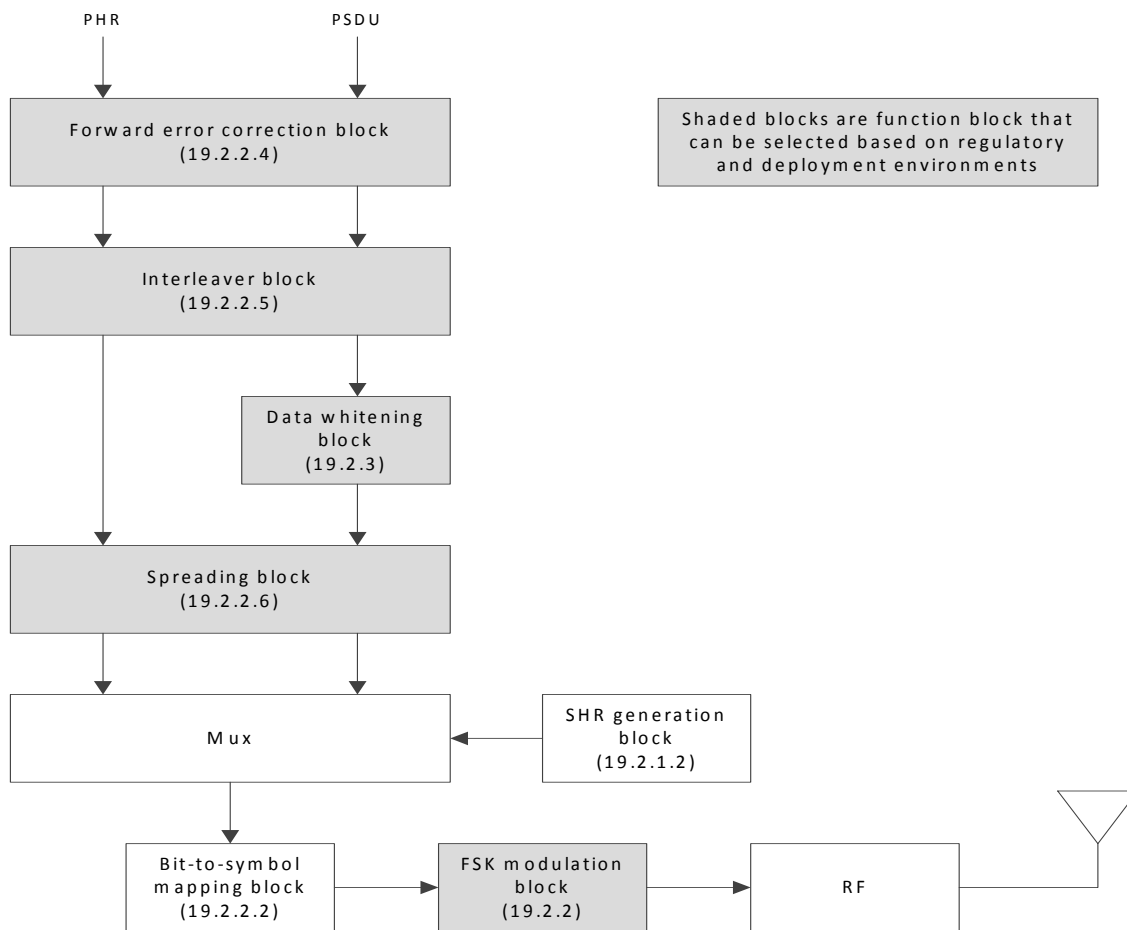 PHR
PSDU
Forward error correction block
(19.2.2.4)
Shaded blocks are function block that
can be selected based on regulatory
and deployment environments
Interleaver block
(19.2.2.5)
Data whitening
block
(19.2.3)
Spreading block
(19.2.2.6)
Mux
SHR generation
block
(19.2.1.2)
Bit-to-symbol
mapping block
(19.2.2.2)
FSK modulation
block
(19.2.2)
RF